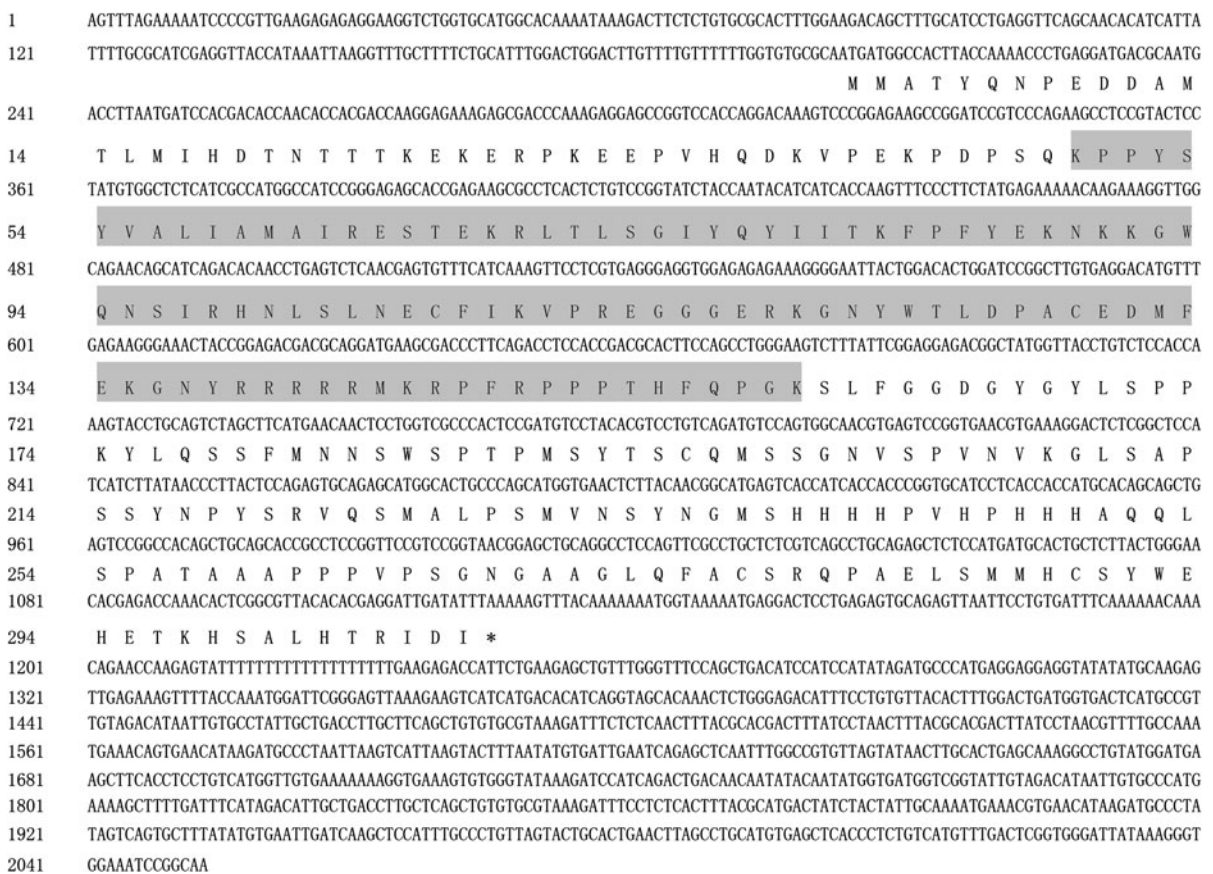 1 AGTTTAGAAAAATCCCCGTTGAAGAGAGAGAGGAAGGTCTGGTGCATGGCACAAAATAAAGACTTCTCTGTGCGCACTTTGGAAGACAGCTTTGCATCCTGAGGTTCAGCAACACATCATTA
121 TTTTGCGCATCGAGGTTACCATAAATTAAGGTTTGCTTTTCTGCATTTGGACTGGACTTGTTTTGTTTTTTGGTGTGCGCAATGATGGCCACTTACCAAAACCCTGAGGATGACGCAATG
M M A T Y Q N P E D D A M
241 ACCTTAATGATCCACGACACCAACACCACGACCAAGGAGAAAGAGCGACCCAAAGAGGAGCCGGTCCACCAGGACAAAGTCCCGGAGAAGCCGGATCCGTCCCAGAAGCCTCCGTACTCC
14 T L M I H D T N T T T K E K E R P K E E P V H Q D K V P E K P D P S Q K P P Y S
361 TATGTGGCTCTCATCGCCATGGCCATCCGGGAGAGCACCGAGAAGCGCCTCACTCTGTCCGGTATCTACCAATACATCATCACCAAGTTTCCCTTCTATGAGAAAAACAAGAAAGGTTGG
54 Y V A L I A M A I R E S T E K R L T L S G I Y Q Y I I T K F P F Y E K N K K G W
481 CAGAACAGCATCAGACACAACCTGAGTCTCAACGAGTGTTTCATCAAAGTTCCTCGTGAGGGAGGTGGAGAGAGAAAGGGGAATTACTGGACACTGGATCCGGCTTGTGAGGACATGTTT
94 Q N S I R H N L S L N E C F I K V P R E G G G E R K G N Y W T L D P A C E D M F
601 GAGAAGGGAAACTACCGGAGACGACGCAGGATGAAGCGACCCTTCAGACCTCCACCGACGCACTTCCAGCCTGGGAAGTCTTTATTCGGAGGAGACGGCTATGGTTACCTGTCTCCACCA
134 E K G N Y R R R R R M K R P F R P P P T H F Q P G K S L F G G D G Y G Y L S P P
721 AAGTACCTGCAGTCTAGCTTCATGAACAACTCCTGGTCGCCCACTCCGATGTCCTACACGTCCTGTCAGATGTCCAGTGGCAACGTGAGTCCGGTGAACGTGAAAGGACTCTCGGCTCCA
174 K Y L Q S S F M N N S W S P T P M S Y T S C Q M S S G N V S P V N V K G L S A P
841 TCATCTTATAACCCTTACTCCAGAGTGCAGAGCATGGCACTGCCCAGCATGGTGAACTCTTACAACGGCATGAGTCACCATCACCACCCGGTGCATCCTCACCACCATGCACAGCAGCTG
214 S S Y N P Y S R V Q S M A L P S M V N S Y N G M S H H H H P V H P H H H A Q Q L
961 AGTCCGGCCACAGCTGCAGCACCGCCTCCGGTTCCGTCCGGTAACGGAGCTGCAGGCCTCCAGTTCGCCTGCTCTCGTCAGCCTGCAGAGCTCTCCATGATGCACTGCTCTTACTGGGAA
254 S P A T A A A P P P V P S G N G A A G L Q F A C S R Q P A E L S M M H C S Y W E
1081 CACGAGACCAAACACTCGGCGTTACACACGAGGATTGATATTTAAAAAGTTTACAAAAAAATGGTAAAAATGAGGACTCCTGAGAGTGCAGAGTTAATTCCTGTGATTTCAAAAAACAAA
294 H E T K H S A L H T R I D I *
1201 CAGAACCAAGAGTATTTTTTTTTTTTTTTTTTTGAAGAGACCATTCTGAAGAGCTGTTTGGGTTTCCAGCTGACATCCATCCATATAGATGCCCATGAGGAGGAGGTATATATGCAAGAG
1321 TTGAGAAAGTTTTACCAAATGGATTCGGGAGTTAAAGAAGTCATCATGACACATCAGGTAGCACAAACTCTGGGAGACATTTCCTGTGTTACACTTTGGACTGATGGTGACTCATGCCGT
1441 TGTAGACATAATTGTGCCTATTGCTGACCTTGCTTCAGCTGTGTGCGTAAAGATTTCTCTCAACTTTACGCACGACTTTATCCTAACTTTACGCACGACTTATCCTAACGTTTTGCCAAA
1561 TGAAACAGTGAACATAAGATGCCCTAATTAAGTCATTAAGTACTTTAATATGTGATTGAATCAGAGCTCAATTTGGCCGTGTTAGTATAACTTGCACTGAGCAAAGGCCTGTATGGATGA
1681 AGCTTCACCTCCTGTCATGGTTGTGAAAAAAAGGTGAAAGTGTGGGTATAAAGATCCATCAGACTGACAACAATATACAATATGGTGATGGTCGGTATTGTAGACATAATTGTGCCCATG
1801 AAAAGCTTTTGATTTCATAGACATTGCTGACCTTGCTCAGCTGTGTGCGTAAAGATTTCCTCTCACTTTACGCATGACTATCTACTATTGCAAAATGAAACGTGAACATAAGATGCCCTA
1921 TAGTCAGTGCTTTATATGTGAATTGATCAAGCTCCATTTGCCCTGTTAGTACTGCACTGAACTTAGCCTGCATGTGAGCTCACCCTCTGTCATGTTTGACTCGGTGGGATTATAAAGGGT
2041 GGAAATCCGGCAA